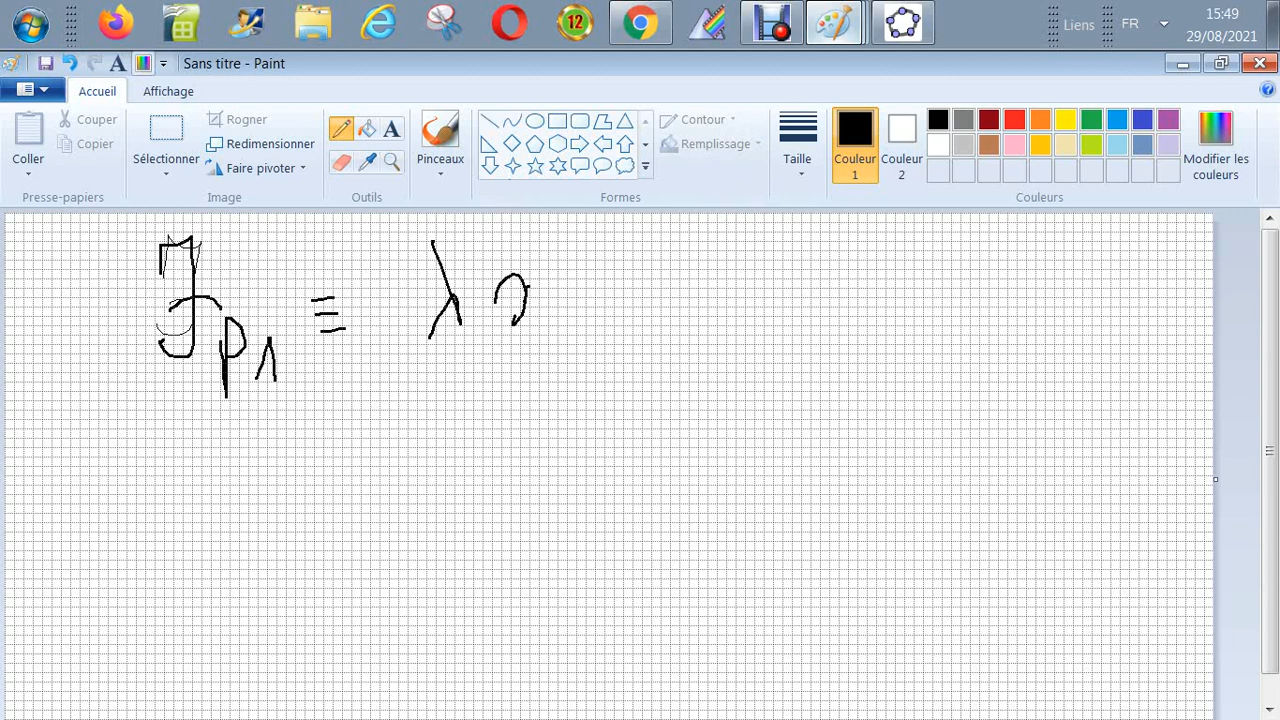 12
Liens
FR
15:49
29/08/2021
Sans titre - Paint
Accueil
Affichage
Coller
Couper
Copier
Presse-papiers
Sélectionner
Rogner
Redimensionner
Faire pivoter
Image
A
Outils
Pinceaux
Contour
Remplissage
Formes
Taille
Couleur
1
Couleur
2
Modifier les
couleurs
Couleurs